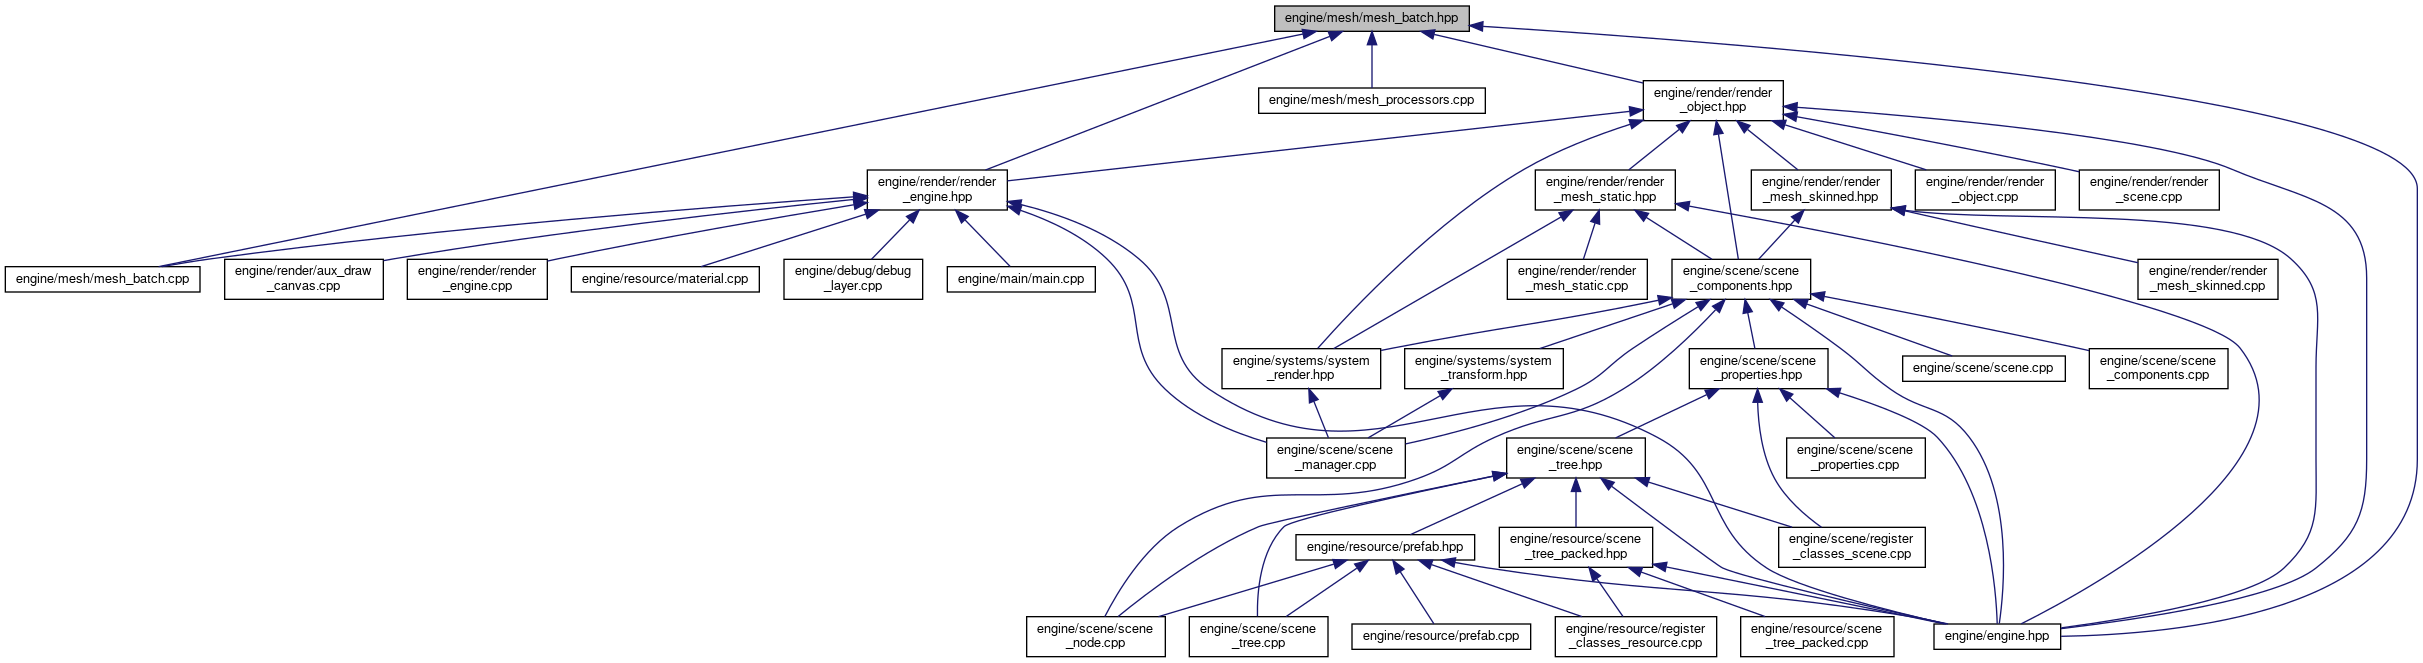 engine/mesh/mesh_batch.hpp
engine/mesh/mesh_processors.cpp
engine/render/render
_object.hpp
engine/render/render
_engine.hpp
engine/render/render
_mesh_static.hpp
engine/render/render
_mesh_skinned.hpp
engine/render/render
_object.cpp
engine/render/render
_scene.cpp
engine/mesh/mesh_batch.cpp
engine/render/aux_draw
_canvas.cpp
engine/render/render
_engine.cpp
engine/resource/material.cpp
engine/debug/debug
_layer.cpp
engine/main/main.cpp
engine/render/render
_mesh_static.cpp
engine/scene/scene
_components.hpp
engine/render/render
_mesh_skinned.cpp
engine/systems/system
_render.hpp
engine/systems/system
_transform.hpp
engine/scene/scene
_properties.hpp
engine/scene/scene.cpp
engine/scene/scene
_components.cpp
engine/scene/scene
_manager.cpp
engine/scene/scene
_tree.hpp
engine/scene/scene
_properties.cpp
engine/resource/prefab.hpp
engine/resource/scene
_tree_packed.hpp
engine/scene/register
_classes_scene.cpp
engine/scene/scene
_node.cpp
engine/scene/scene
_tree.cpp
engine/resource/prefab.cpp
engine/resource/register
_classes_resource.cpp
engine/resource/scene
_tree_packed.cpp
engine/engine.hpp